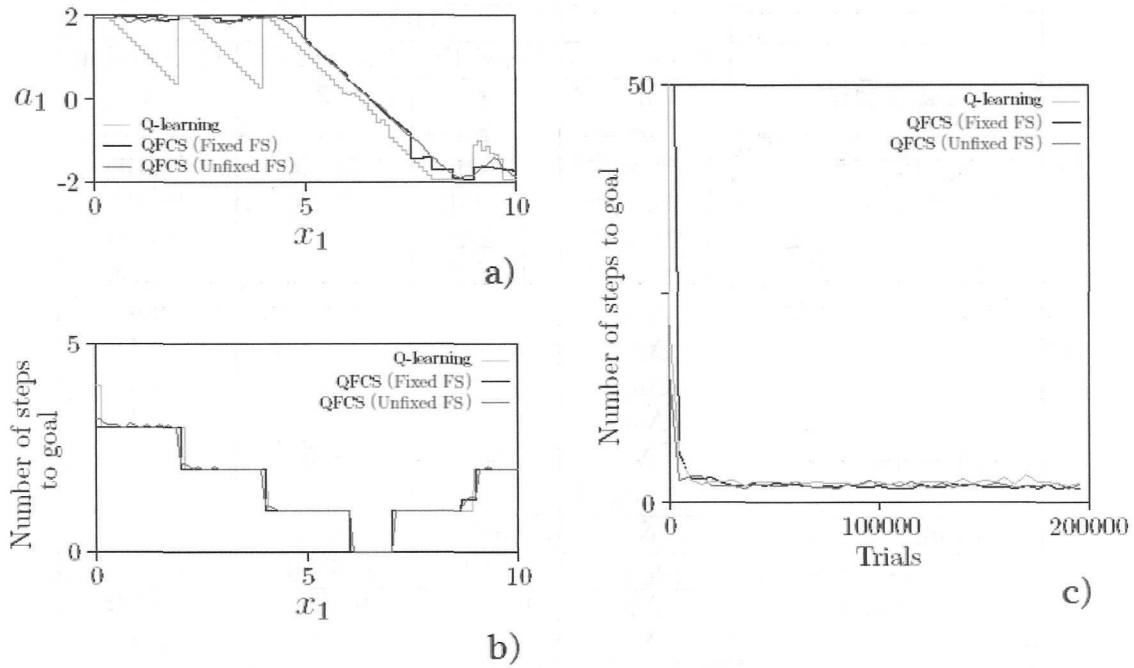 2
a1
0
-2
Q-learning
QFCS (Fixed FS)
QFCS (Unfixed FS)
0
5
10
x1
a)
5
Number of steps
to goal
0
Q-learning
QFCS (Fixed FS)
QFCS (Unfixed FS)
0
5
10
x1
b)
50
Number of steps to goal
0
Q-learning
QFCS (Fixed FS)
QFCS (Unfixed FS)
0
100000
200000
Trials
c)